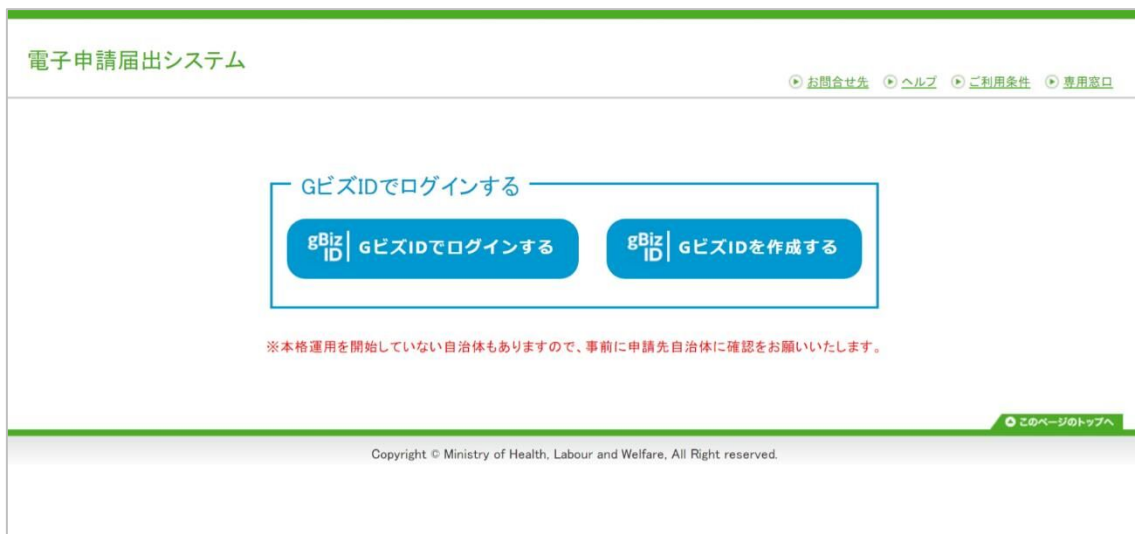 電子申請届出システム
お問合せ先 ヘルプ ご利用条件 専用窓口
GビズIDでログインする
gBiz ID GビズIDでログインする
gBiz ID GビズIDを作成する
※本格運用を開始していない自治体もありますので、事前に申請先自治体に確認をお願いいたします。
このページのトップへ
Copyright © Ministry of Health, Labour and Welfare, All Right reserved.